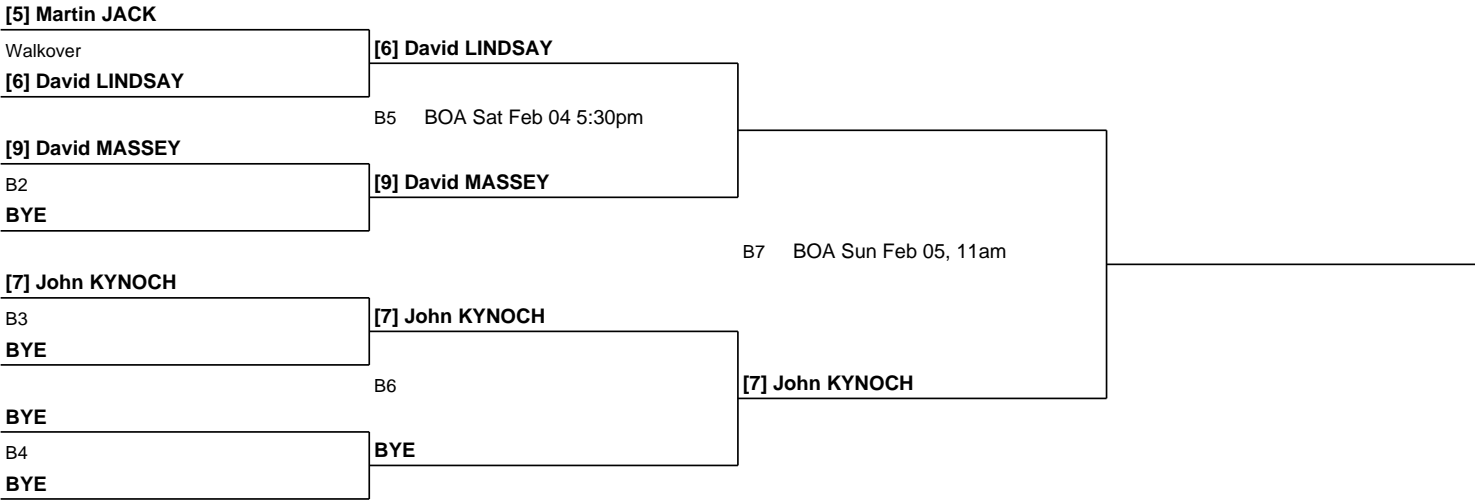 [5] Martin JACK
Walkover
[6] David LINDSAY
[6] David LINDSAY
B5 BOA Sat Feb 04 5:30pm
[9] David MASSEY
B2
BYE
[9] David MASSEY
B7 BOA Sun Feb 05, 11am
[7] John KYNOCH
B3
BYE
[7] John KYNOCH
B6
[7] John KYNOCH
BYE
B4
BYE
BYE